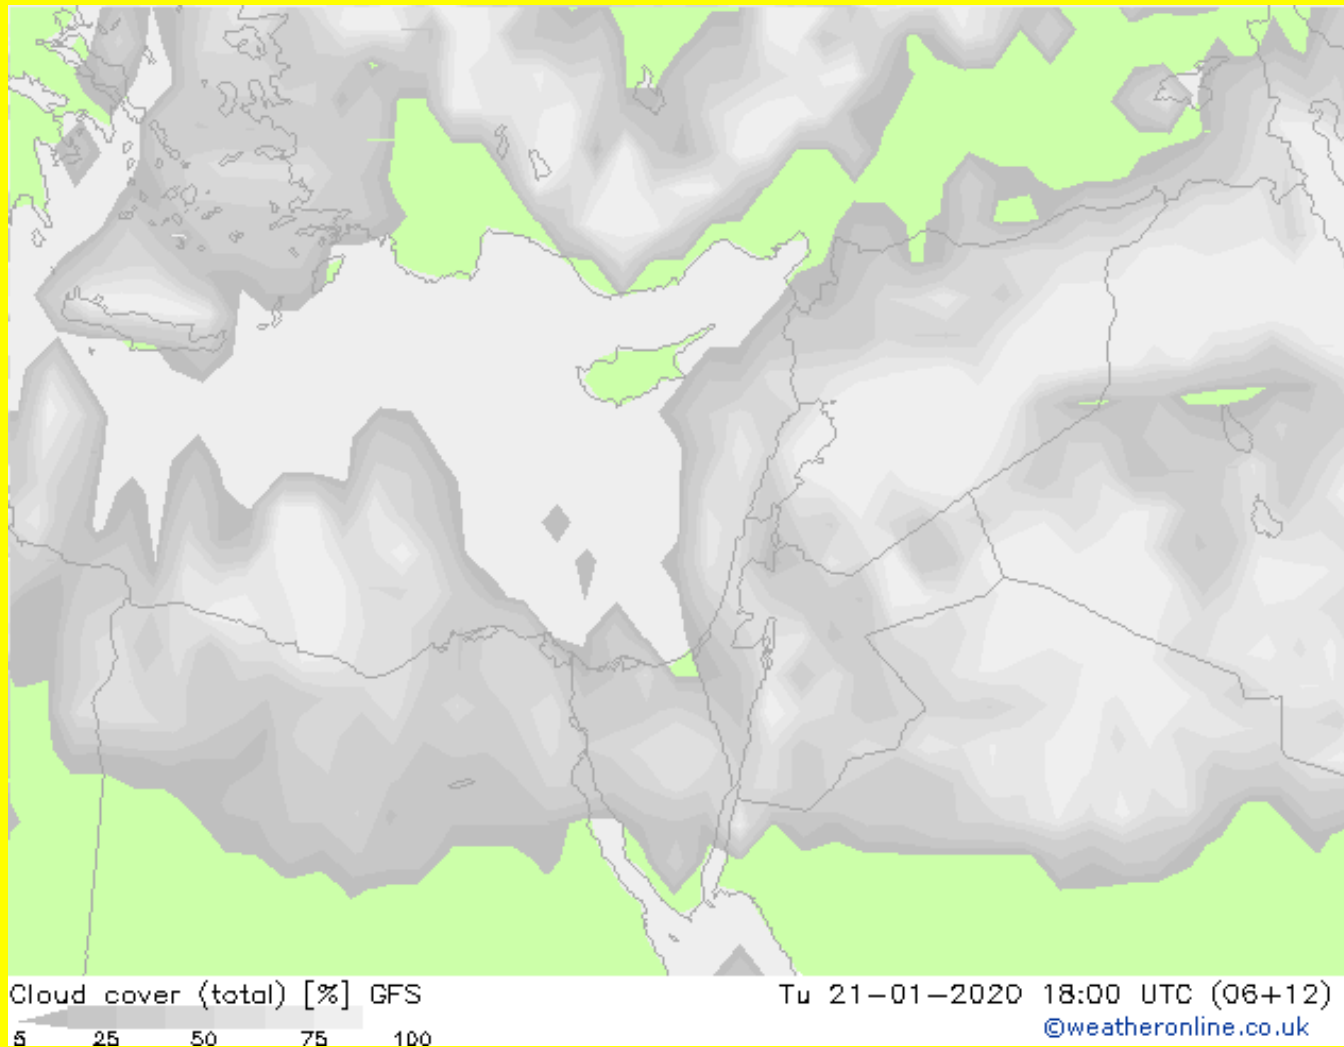 Cloud cover (total) [%] GFS
Tu 21-01-2020 18:00 UTC (06+12)
5 25 50 75 100
©weatheronline.co.uk